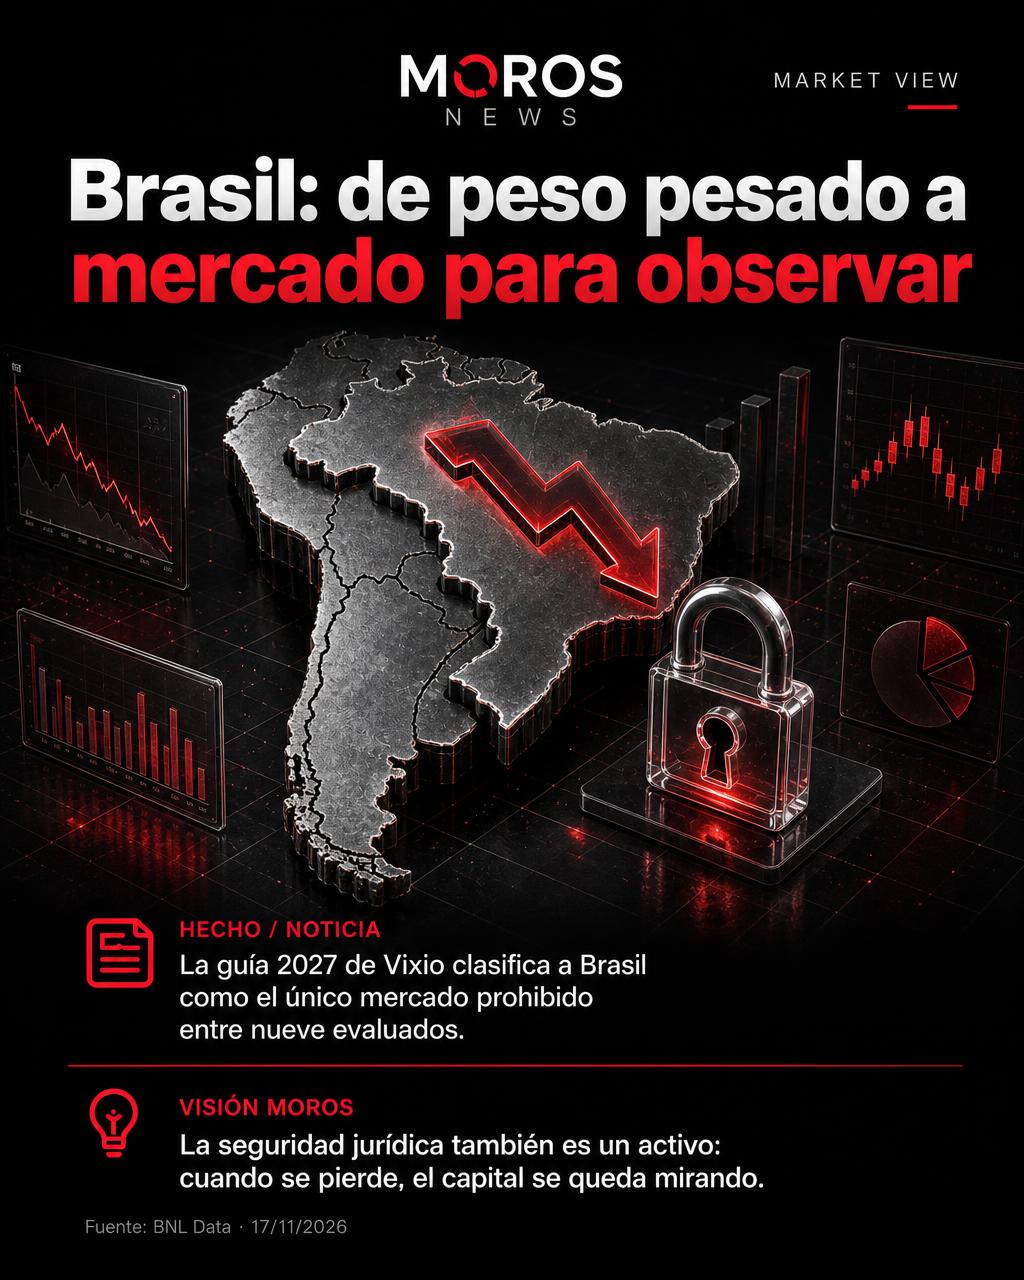 MOROS
NEWS
MARKET VIEW
Brasil: de peso pesado a
mercado para observar
HECHO / NOTICIA
La guía 2027 de Vixio clasifica a Brasil
como el único mercado prohibido
entre nueve evaluados.
VISIÓN MOROS
La seguridad jurídica también es un activo:
cuando se pierde, el capital se queda mirando.
Fuente: BNL Data · 17/11/2026